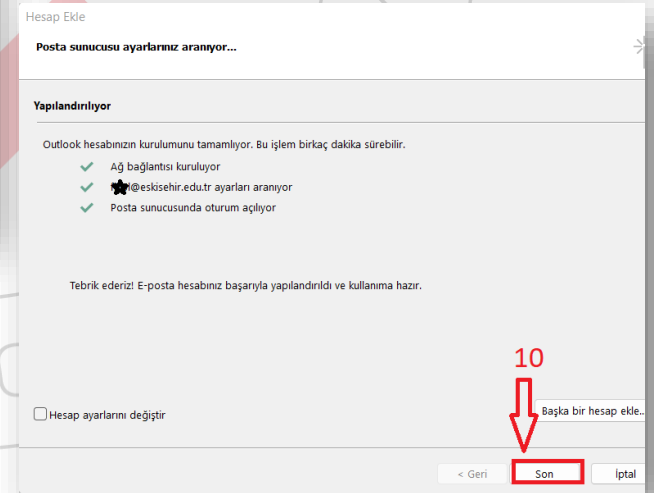 Hesap Ekle
Posta sunucusu ayarlarınız aranıyor...
Yapılandırılıyor
Outlook hesabınızın kurulumunu tamamlıyor. Bu işlem birkaç dakika sürebilir.
Ağ bağlantısı kuruluyor
@eskisehir.edu.tr ayarları aranıyor
Posta sunucusunda oturum açılıyor
Tebrik ederiz! E-posta hesabınız başarıyla yapılandırıldı ve kullanıma hazır.
10
Hesap ayarlarını değiştir
Başka bir hesap ekle..
< Geri
Son
İptal